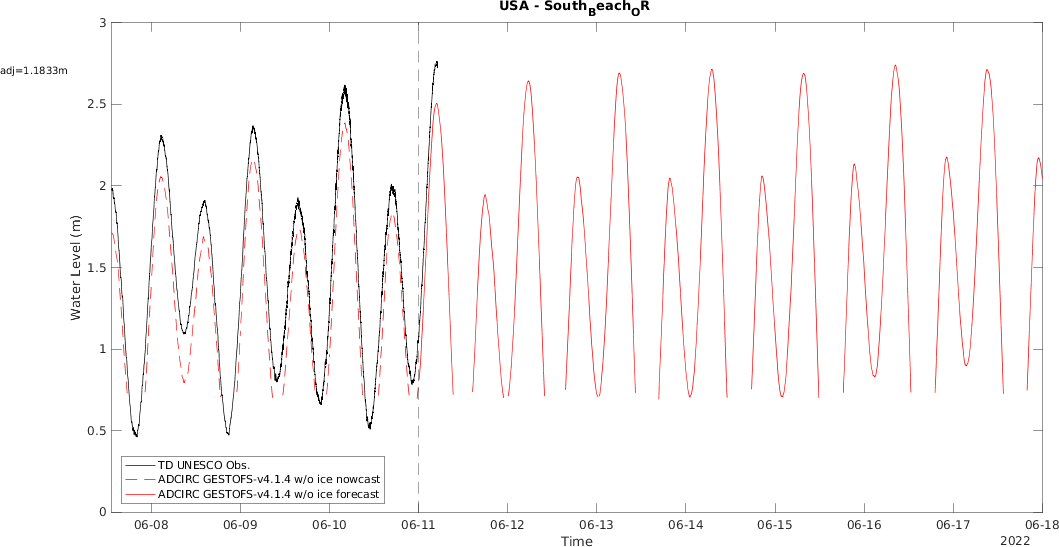 USA - SouthBeachOR
adj=1.1833m
3
2.5
2
1.5
1
0.5
0
Water Level (m)
TD UNESCO Obs.
ADCIRC GESTOFS-v4.1.4 w/o ice nowcast
ADCIRC GESTOFS-v4.1.4 w/o ice forecast
06-08 06-09 06-10 06-11 06-12 06-13 06-14 06-15 06-16 06-17 06-18
Time
2022